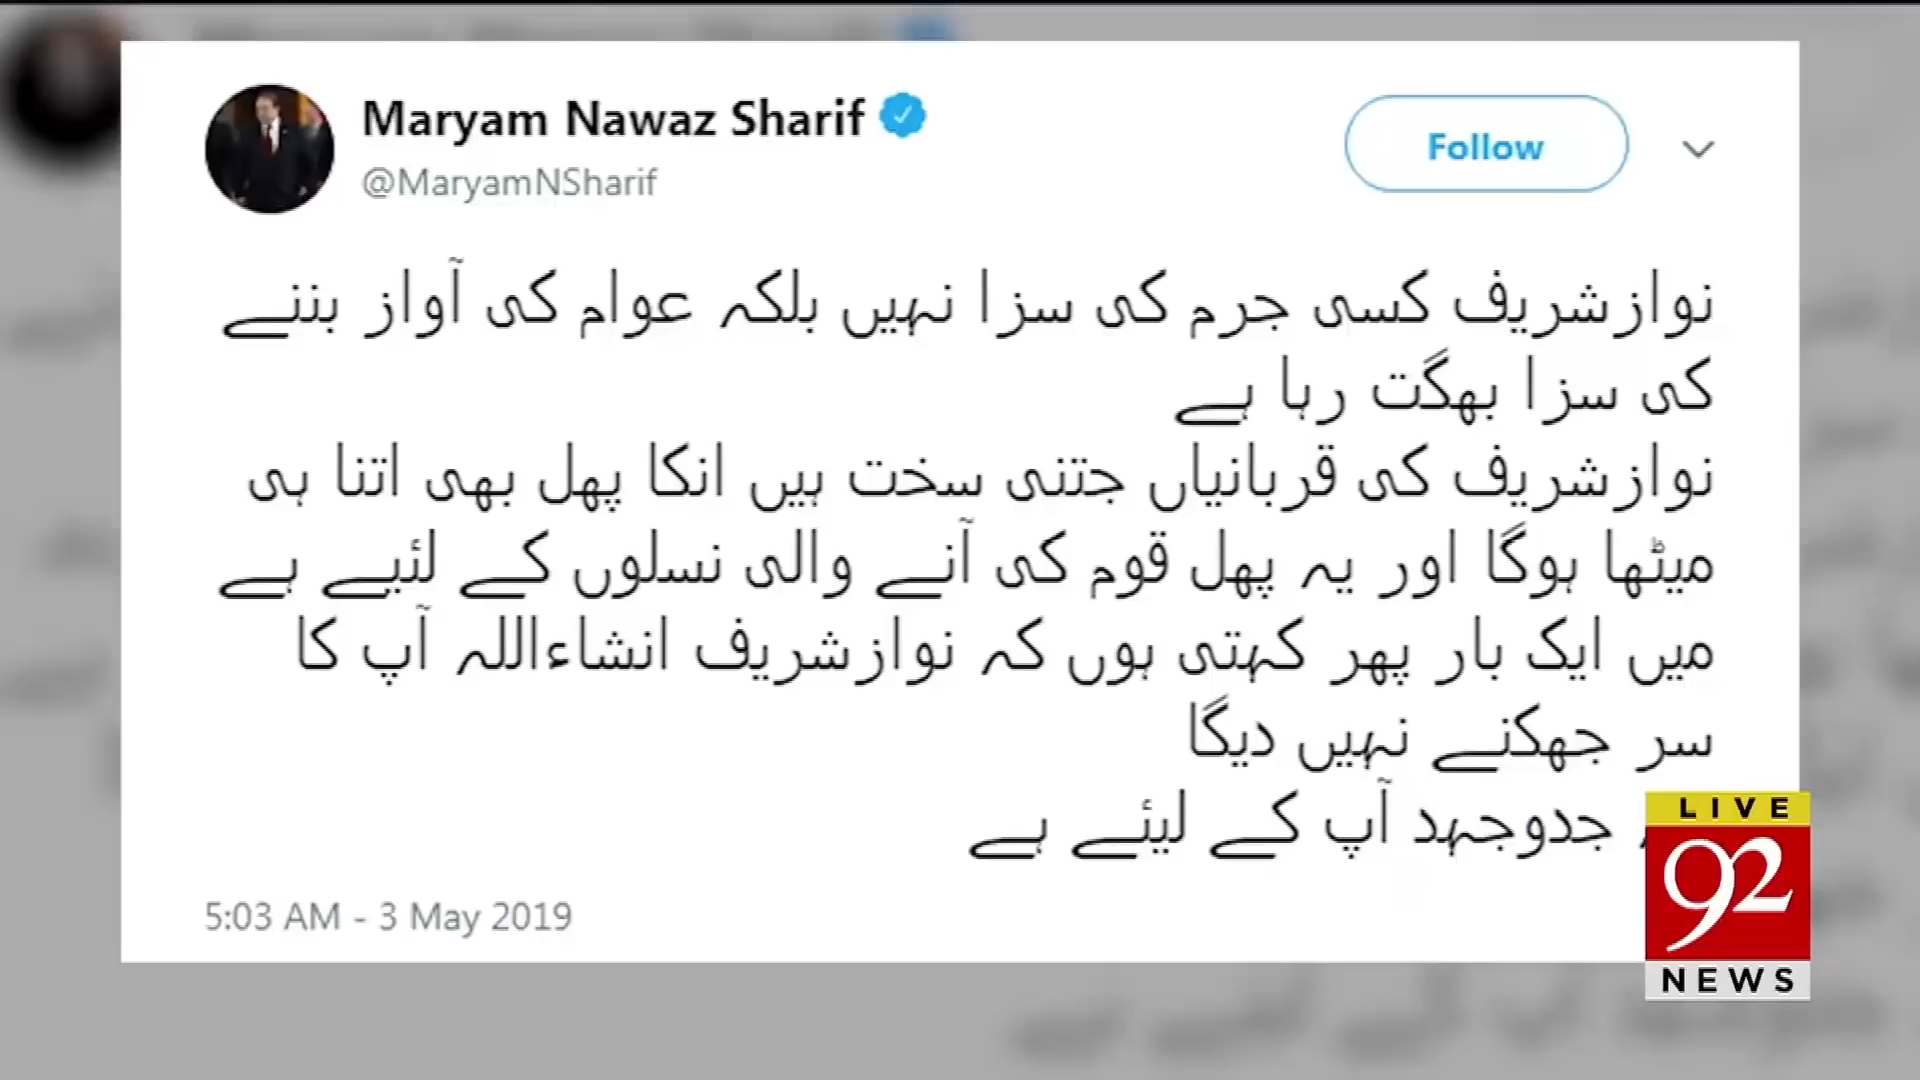 Maryam Nawaz Sharif
@MaryamNSharif
Follow
نوازشریف کسی جرم کی سزا نہیں بلکہ عوام کی آواز بننے
کی سزا بھگت رہا ہے
نوازشریف کی قربانیاں جتنی سخت ہیں انکا پھل بھی اتنا ہی
میٹھا ہوگا اور یہ پھل قوم کی آنے والی نسلوں کے لئیے ہے
میں ایک بار پھر کہتی ہوں کہ نوازشریف انشاءاللہ آپ کا
سر جھکنے نہیں دیگا
جدوجہد آپ کے لیئے ہے
5:03 AM - 3 May 2019
LIVE
92
NEWS